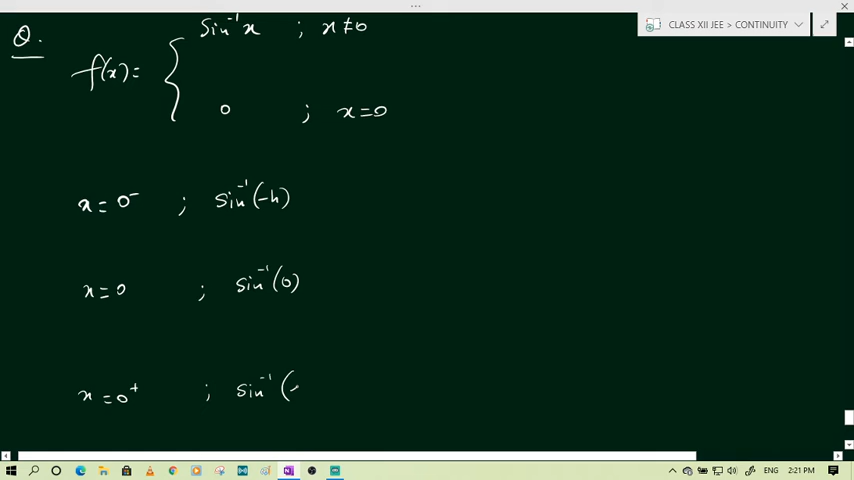 CLASS XII JEE > CONTINUITY
Q. sin⁻¹x ; x ≠ 0
f(x) =
0 ; x = 0
x = 0⁻ ; sin⁻¹(-h)
x = 0 ; sin⁻¹(0)
x = 0⁺ ; sin⁻¹(
ENG 2:21 PM